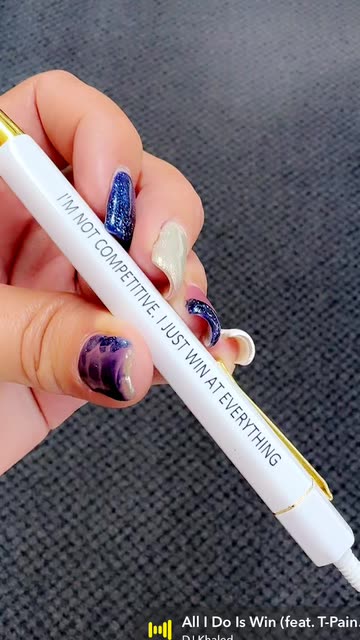 I'M NOT COMPETITIVE. I JUST WIN AT EVERYTHING
All I Do Is Win (feat. T-Pain
DJ Khaled